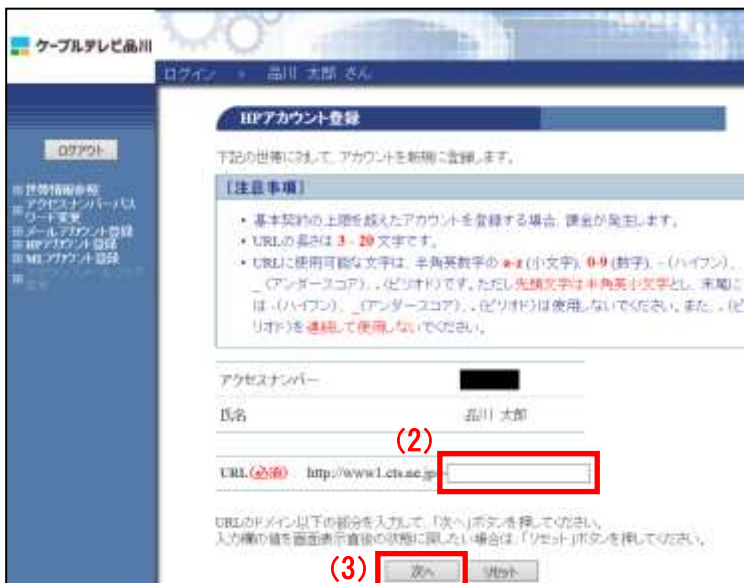 ケーブルテレビ品川
ログイン ・ 品川 太郎 さん
HPアカウント登録
ログアウト
下記の世帯に対して、アカウントを新規に登録します。
世帯情報参照
アクセスナンバーパス
ワード変更
メールアカウント登録
HPアカウント登録
MLアカウント登録
[注意事項]
・ 基本契約の上限を超えたアカウントを登録する場合、課金が発生します。
・ URLの長さは 3 - 20 文字です。
・ URLに使用可能な文字は、半角英数字の a-z (小文字), 0-9 (数字), - (ハイフン),
_ (アンダースコア), . (ピリオド) です。ただし先頭文字は半角英小文字とし、末尾に
は - (ハイフン), _ (アンダースコア), . (ピリオド) は使用しないでください。また、. (ピ
リオド)を連続して使用しないでください。
アクセスナンバー
氏名 品川 太郎
(2)
URL(必須) http://www1.cts.ne.jp/
URLのドメイン以下の部分を入力して、「次へ」ボタンを押してください。
入力欄の値を画面表示直後の状態に戻したい場合は、「リセット」ボタンを押してください。
(3) 次へ リセット